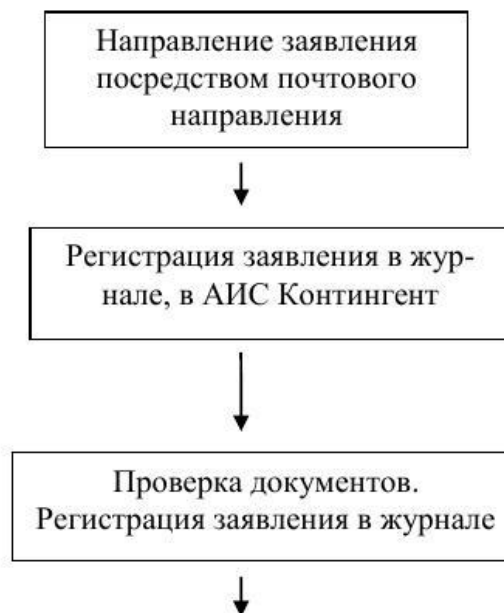 Направление заявления
посредством почтового
направления
Регистрация заявления в жур-
нале, в АИС Контингент
Проверка документов.
Регистрация заявления в журнале